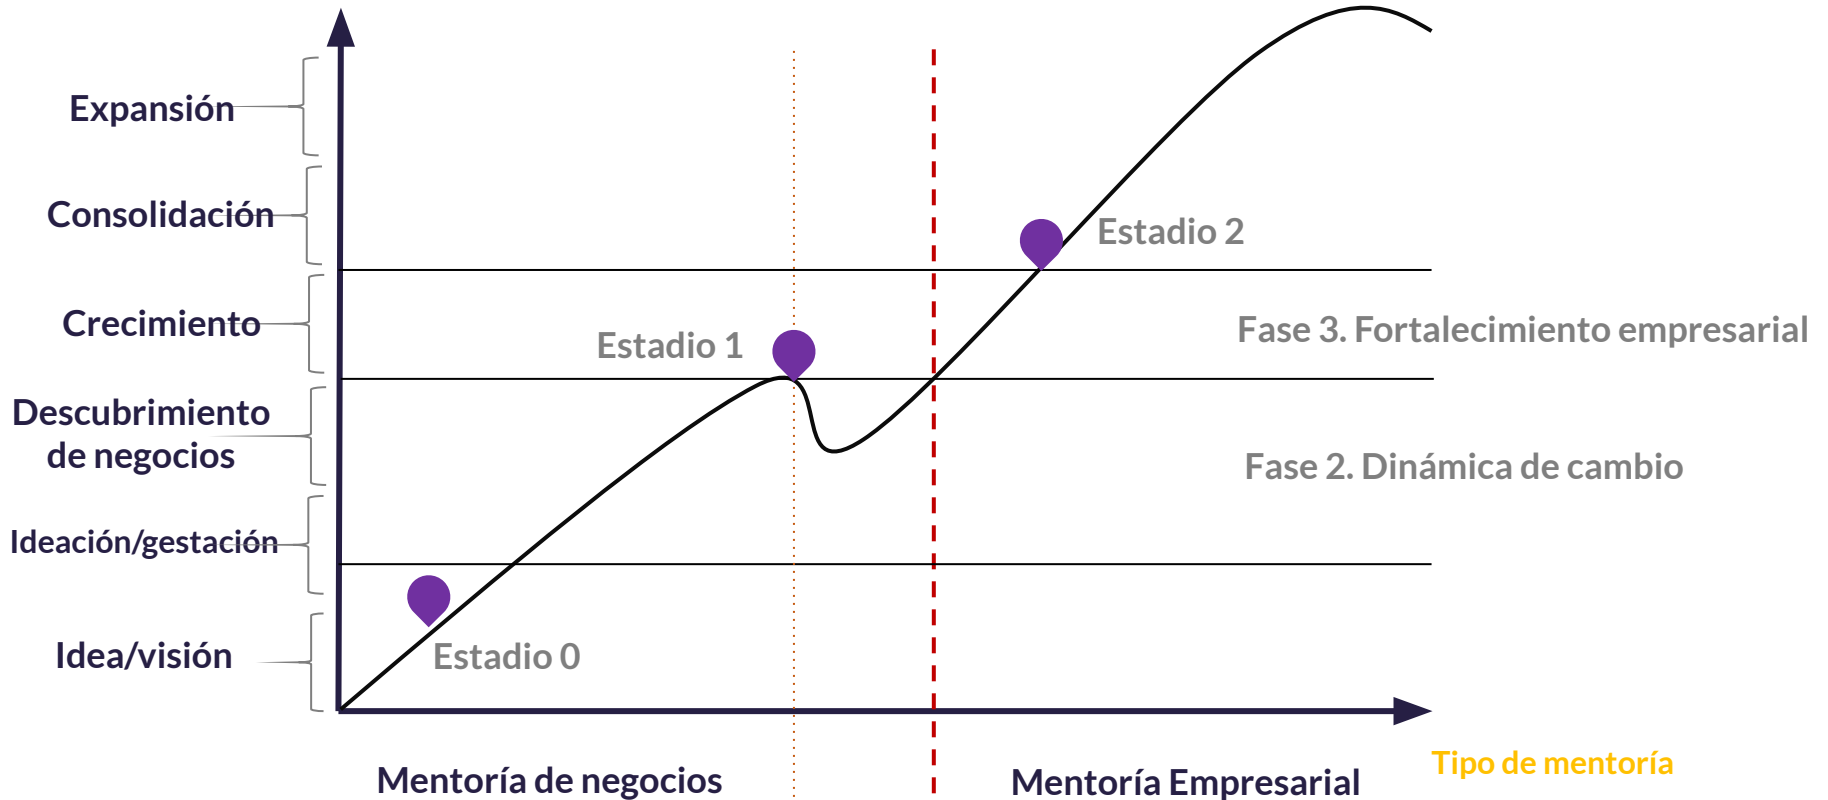 Expansión
Consolidación
Estadio 2
Crecimiento
Estadio 1
Fase 3. Fortalecimiento empresarial
Descubrimiento
de negocios
Fase 2. Dinámica de cambio
Ideación/gestación
Idea/visión
Estadio 0
Mentoría de negocios
Mentoría Empresarial
Tipo de mentoría